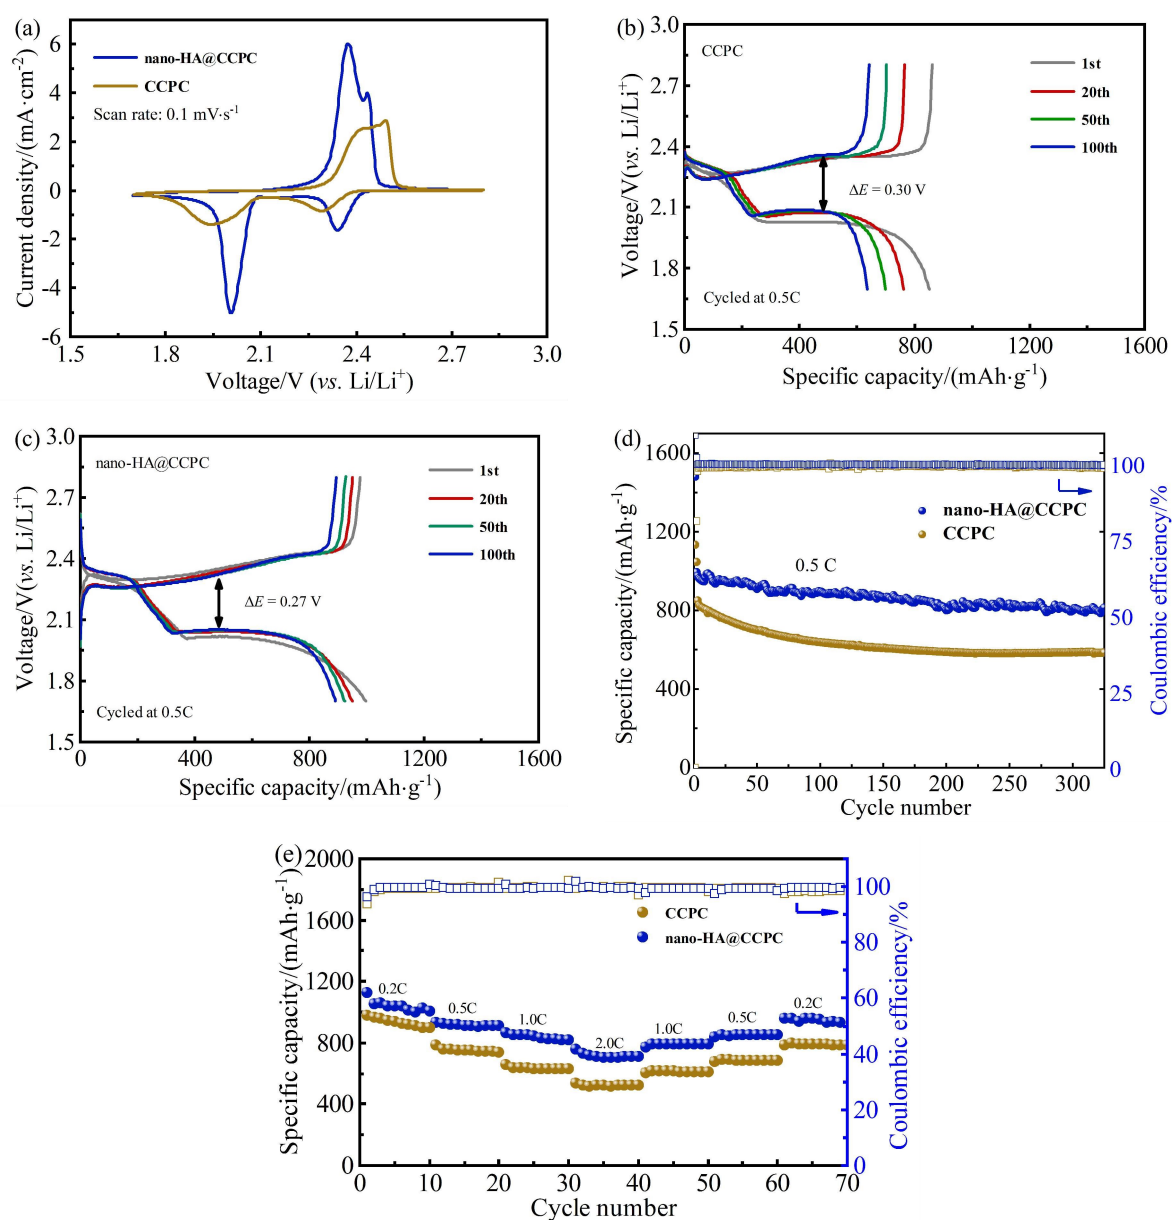 (a)
6
4
2
0
-2
-4
-6
1.5 1.8 2.1 2.4 2.7 3.0
Current density/(mA·cm⁻²)
Voltage/V (vs. Li/Li⁺)
nano-HA@CCPC
CCPC
Scan rate: 0.1 mV·s⁻¹
(b)
3.0
2.7
2.4
2.1
1.8
1.5
0 400 800 1200 1600
Voltage/V(vs. Li/Li⁺)
Specific capacity/(mAh·g⁻¹)
CCPC
1st
20th
50th
100th
ΔE = 0.30 V
Cycled at 0.5C
(c)
3.0
2.7
2.4
2.1
1.8
1.5
0 400 800 1200 1600
Voltage/V(vs. Li/Li⁺)
Specific capacity/(mAh·g⁻¹)
nano-HA@CCPC
1st
20th
50th
100th
ΔE = 0.27 V
Cycled at 0.5C
(d)
1600
1200
800
400
0
0 50 100 150 200 250 300
100
75
50
25
0
Specific capacity/(mAh·g⁻¹)
Cycle number
Coulombic efficiency/%
nano-HA@CCPC
CCPC
0.5 C
(e)
2000
1600
1200
800
400
0
0 10 20 30 40 50 60 70
100
80
60
40
20
0
Specific capacity/(mAh·g⁻¹)
Cycle number
Coulombic efficiency/%
CCPC
nano-HA@CCPC
0.2C
0.5C
1.0C
2.0C
1.0C
0.5C
0.2C